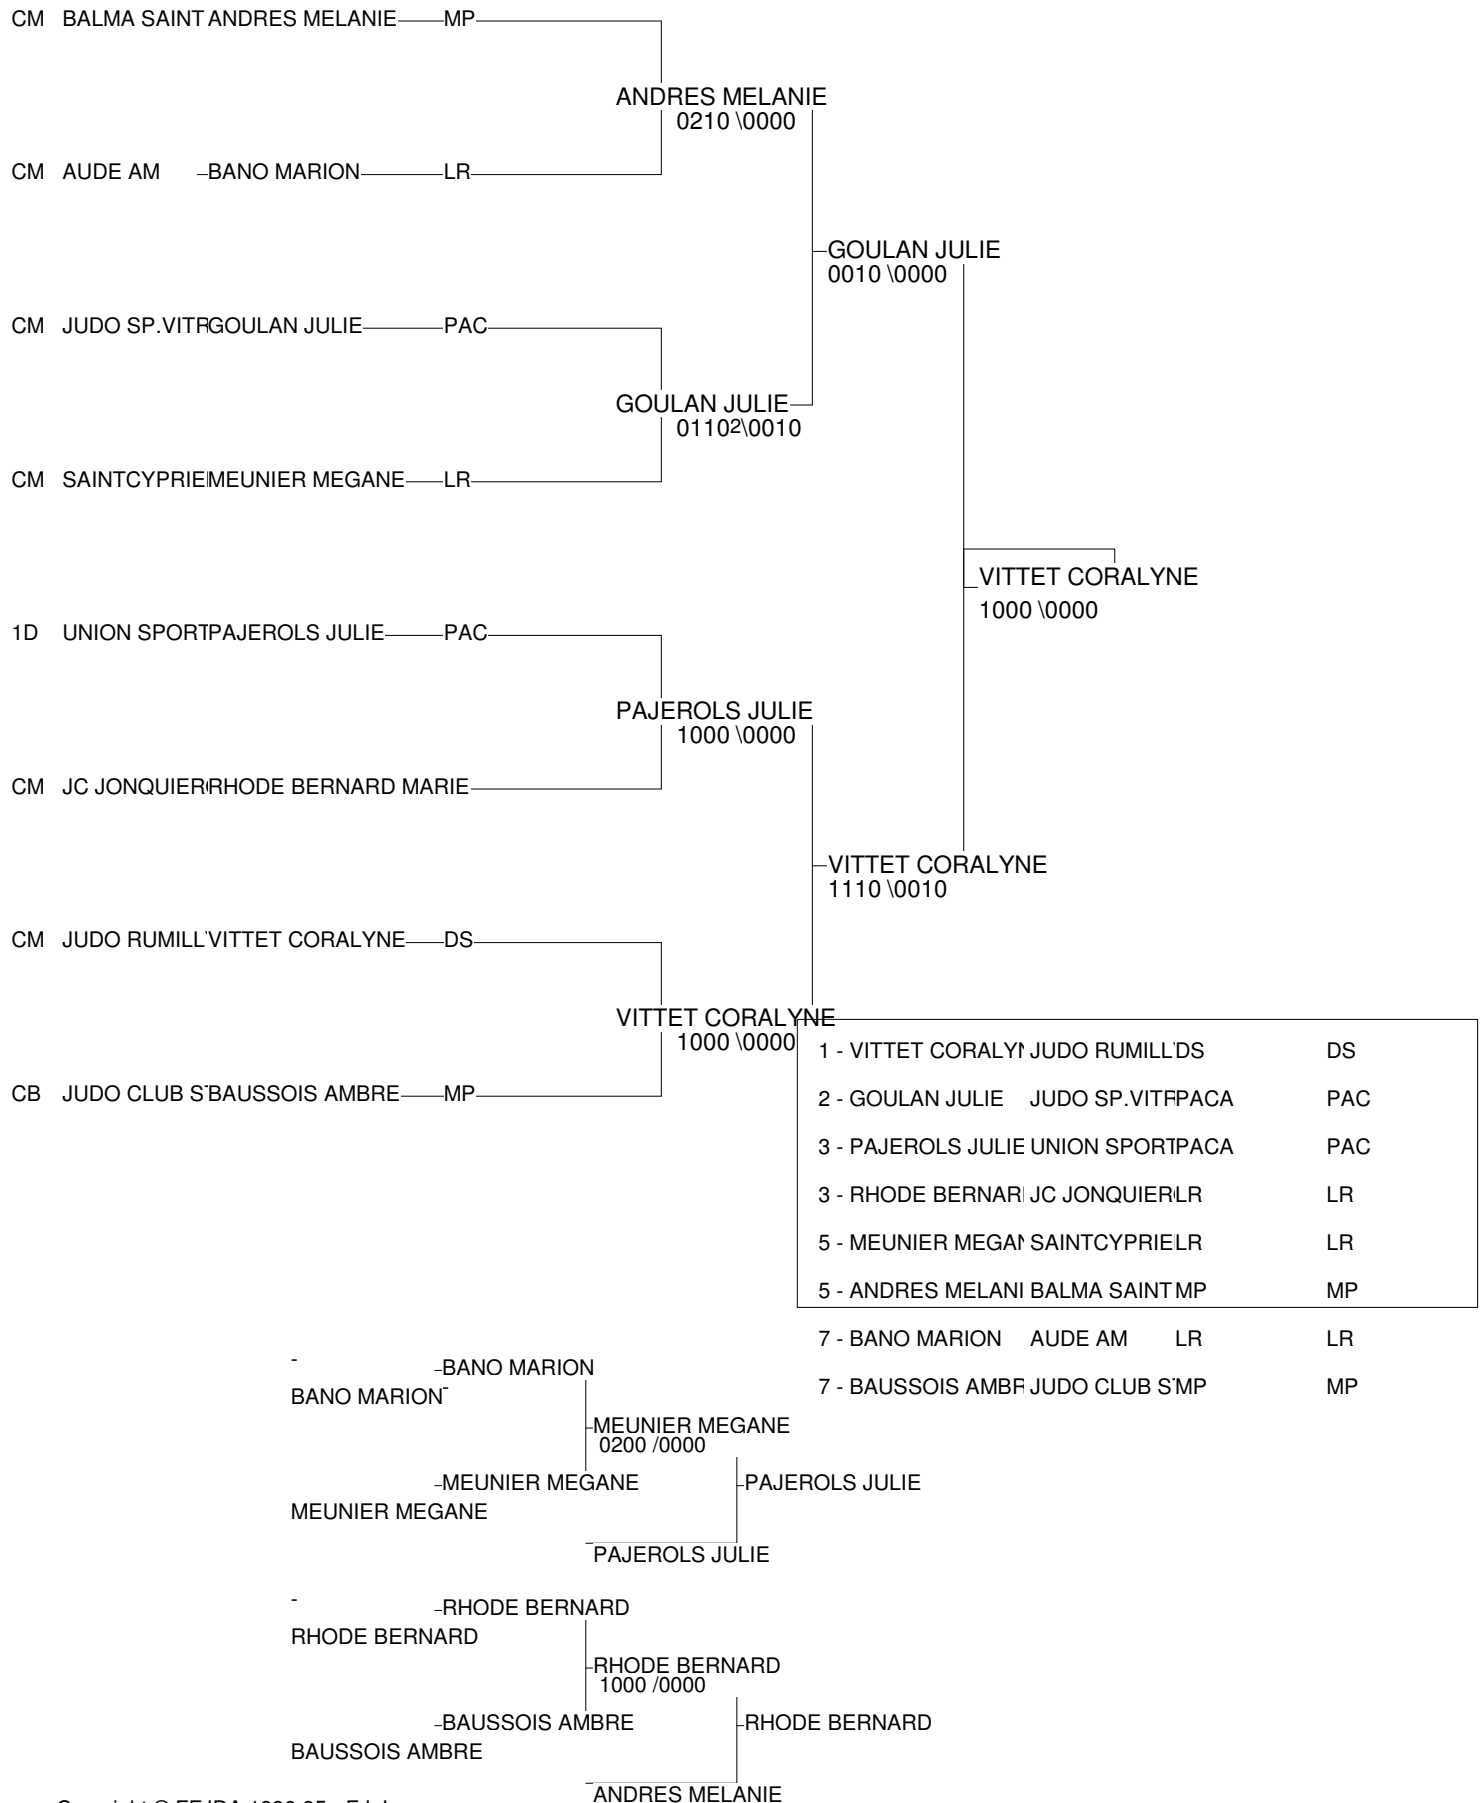 CM BALMA SAINT ANDRES MELANIE MP
ANDRES MELANIE
0210 \0000
CM AUDE AM BANO MARION LR
GOULAN JULIE
0010 \0000
CM JUDO SP.VITR GOULAN JULIE PAC
GOULAN JULIE
0110 2\0010
CM SAINTCYPRIE MEUNIER MEGANE LR
VITTET CORALYNE
1000 \0000
1D UNION SPORT PAJEROLS JULIE PAC
PAJEROLS JULIE
1000 \0000
CM JC JONQUIER RHODE BERNARD MARIE
VITTET CORALYNE
1110 \0010
CM JUDO RUMILL VITTET CORALYNE DS
VITTET CORALYNE
1000 \0000
CB JUDO CLUB S BAUSSOIS AMBRE MP
1 - VITTET CORALY JUDO RUMILL DS DS
2 - GOULAN JULIE JUDO SP.VITR PACA PAC
3 - PAJEROLS JULIE UNION SPORT PACA PAC
3 - RHODE BERNAR JC JONQUIER LR LR
5 - MEUNIER MEGAN SAINTCYPRIE LR LR
5 - ANDRES MELANI BALMA SAINT MP MP
7 - BANO MARION AUDE AM LR LR
7 - BAUSSOIS AMBR JUDO CLUB S MP MP
- BANO MARION
BANO MARION -
MEUNIER MEGANE
0200 /0000
MEUNIER MEGANE
PAJEROLS JULIE
MEUNIER MEGANE
PAJEROLS JULIE
- RHODE BERNARD
RHODE BERNARD
RHODE BERNARD
1000 /0000
BAUSSOIS AMBRE
RHODE BERNARD
BAUSSOIS AMBRE
ANDRES MELANIE